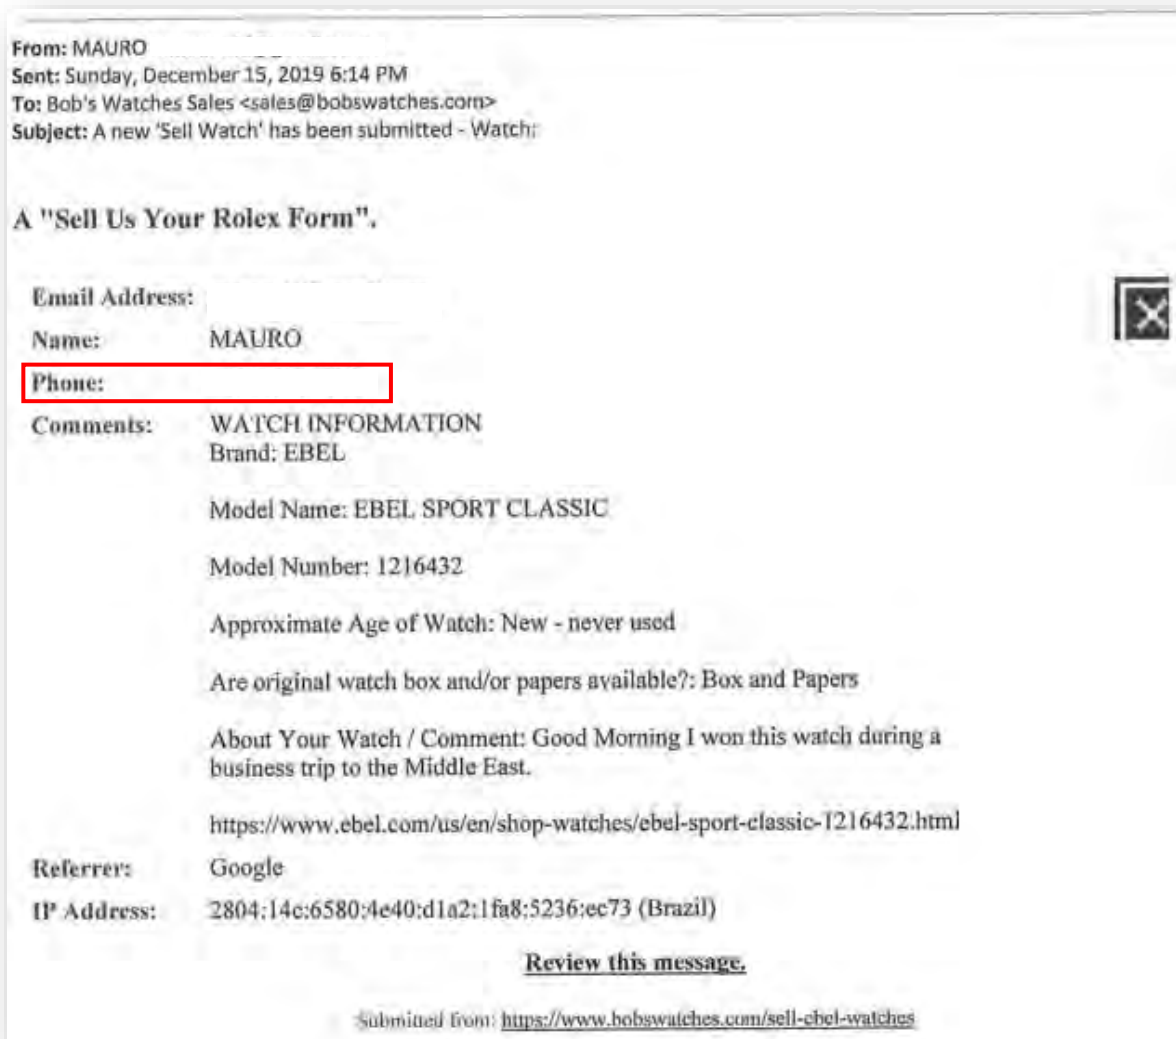 From: MAURO
Sent: Sunday, December 15, 2019 6:14 PM
To: Bob's Watches Sales <sales@bobswatches.com>
Subject: A new 'Sell Watch' has been submitted - Watch:
A "Sell Us Your Rolex Form".
Email Address:
Name: MAURO
Phone:
Comments: WATCH INFORMATION
Brand: EBEL
Model Name: EBEL SPORT CLASSIC
Model Number: 1216432
Approximate Age of Watch: New - never used
Are original watch box and/or papers available?: Box and Papers
About Your Watch / Comment: Good Morning I won this watch during a
business trip to the Middle East.
https://www.ebel.com/us/en/shop-watches/ebel-sport-classic-1216432.html
Referrer: Google
IP Address: 2804:14c:6580:4e40:d1a2:1fa8:5236:ec73 (Brazil)
Review this message.
Submitted from: https://www.bobswatches.com/sell-ebel-watches